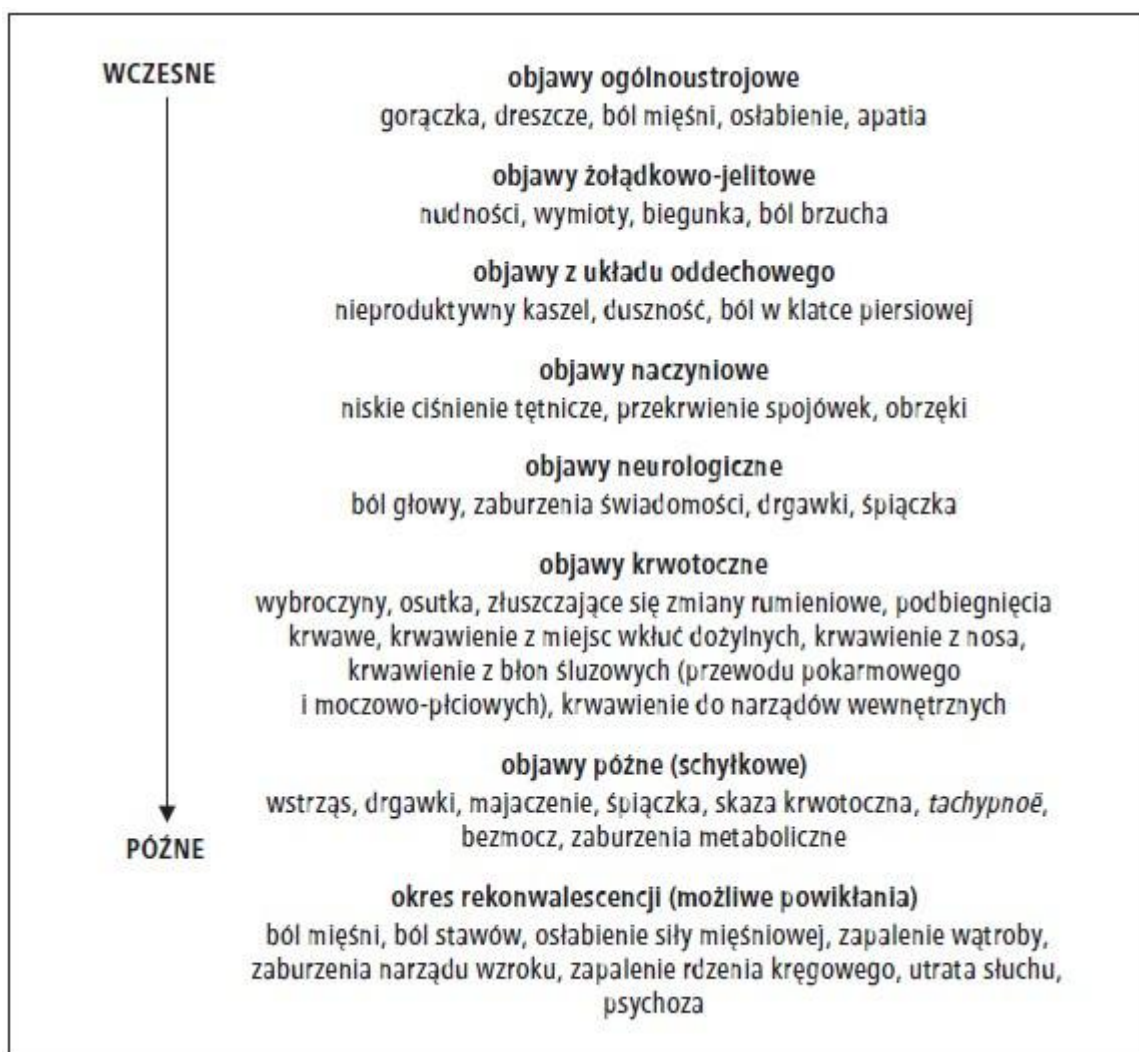 WCZESNE
objawy ogólnoustrojowe
gorączka, dreszcze, ból mięśni, osłabienie, apatia
objawy żołądkowo-jelitowe
nudności, wymioty, biegunka, ból brzucha
objawy z układu oddechowego
nieproduktywny kaszel, duszność, ból w klatce piersiowej
objawy naczyniowe
niskie ciśnienie tętnicze, przekrwienie spojówek, obrzęki
objawy neurologiczne
ból głowy, zaburzenia świadomości, drgawki, śpiączka
objawy krwotoczne
wybroczyny, osutka, złuszczające się zmiany rumieniowe, podbiegnięcia
krwawe, krwawienie z miejsc wkłuć dożylnych, krwawienie z nosa,
krwawienie z błon śluzowych (przewodu pokarmowego
i moczowo-płciowych), krwawienie do narządów wewnętrznych
objawy późne (schyłkowe)
wstrząs, drgawki, majaczenie, śpiączka, skaza krwotoczna, tachypnoë,
bezmocz, zaburzenia metaboliczne
PÓŹNE
okres rekonwalescencji (możliwe powikłania)
ból mięśni, ból stawów, osłabienie siły mięśniowej, zapalenie wątroby,
zaburzenia narządu wzroku, zapalenie rdzenia kręgowego, utrata słuchu,
psychoza